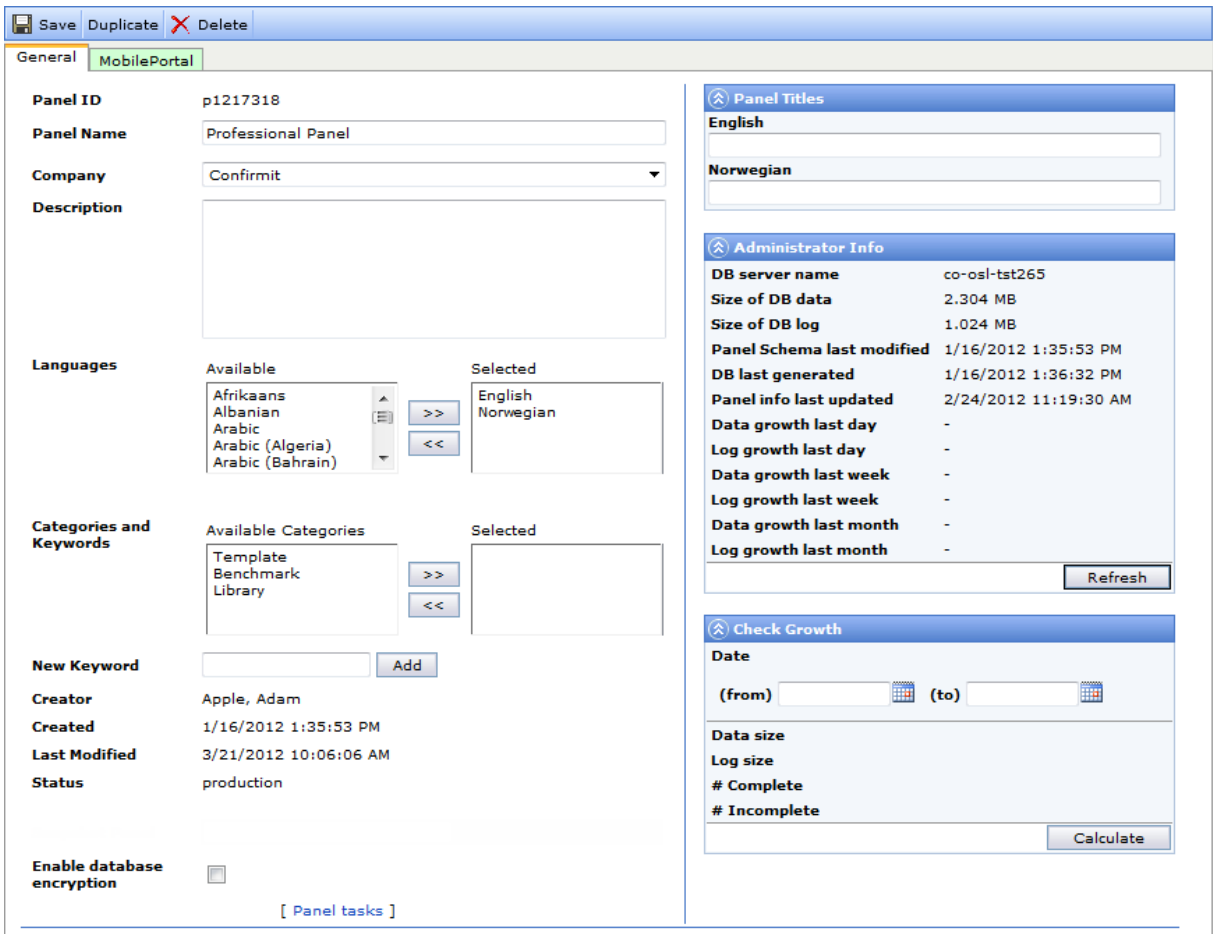 Save Duplicate Delete
General MobilePortal
Panel ID p1217318
Panel Name Professional Panel
Company Confirmit
Description
Languages
Available Selected
Afrikaans
Albanian
Arabic
Arabic (Algeria)
Arabic (Bahrain)
>>
<<
English
Norwegian
Categories and
Keywords
Available Categories Selected
Template
Benchmark
Library
>>
<<
New Keyword Add
Creator Apple, Adam
Created 1/16/2012 1:35:53 PM
Last Modified 3/21/2012 10:06:06 AM
Status production
Enable database
encryption
[ Panel tasks ]
Panel Titles
English
Norwegian
Administrator Info
DB server name co-osl-tst265
Size of DB data 2.304 MB
Size of DB log 1.024 MB
Panel Schema last modified 1/16/2012 1:35:53 PM
DB last generated 1/16/2012 1:36:32 PM
Panel info last updated 2/24/2012 11:19:30 AM
Data growth last day -
Log growth last day -
Data growth last week -
Log growth last week -
Data growth last month -
Log growth last month -
Refresh
Check Growth
Date
(from) (to)
Data size
Log size
# Complete
# Incomplete
Calculate